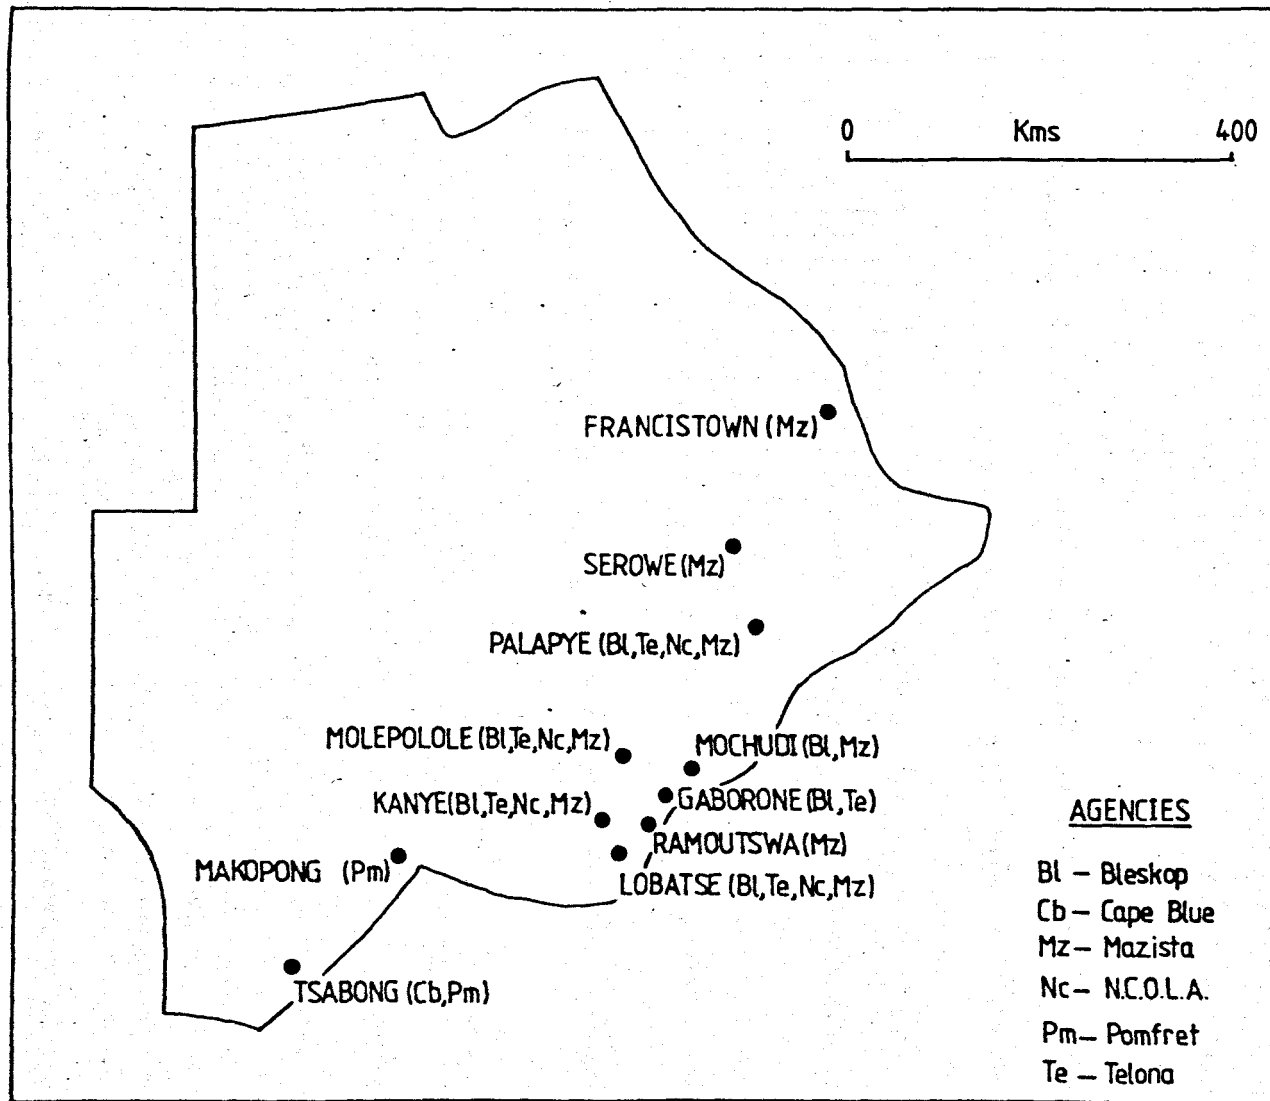 0 Kms 400
FRANCISTOWN (Mz)
SEROWE (Mz)
PALAPYE (Bl,Te,Nc,Mz)
MOLEPOLOLE (Bl,Te,Nc,Mz)
MOCHUDI (Bl,Mz)
KANYE (Bl,Te,Nc,Mz)
GABORONE (Bl,Te)
RAMOUTSWA (Mz)
MAKOPONG (Pm)
LOBATSE (Bl,Te,Nc,Mz)
TSABONG (Cb,Pm)
AGENCIES
Bl – Bleskop
Cb – Cape Blue
Mz – Mazista
Nc – N.C.O.L.A.
Pm – Pomfret
Te – Telona